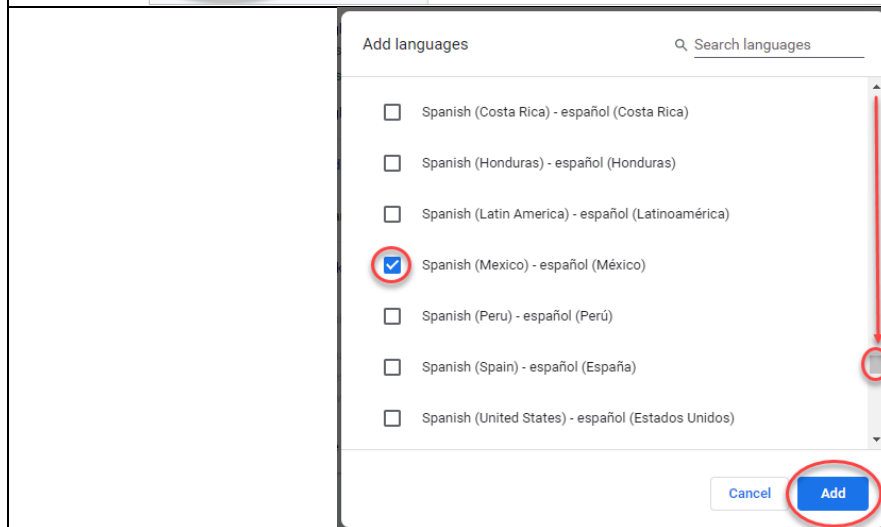 Add languages
Search languages
Spanish (Costa Rica) - español (Costa Rica)
Spanish (Honduras) - español (Honduras)
Spanish (Latin America) - español (Latinoamérica)
Spanish (Mexico) - español (México)
Spanish (Peru) - español (Perú)
Spanish (Spain) - español (España)
Spanish (United States) - español (Estados Unidos)
Cancel
Add